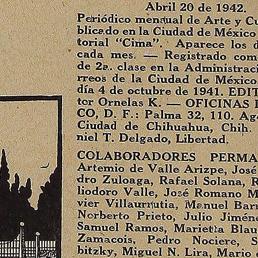 Abril 20 de 1942.
Periódico mensual de Arte y Cu
blicado en la Ciudad de México
torial "Cima". Aparece los d
cada mes. — Registrado com
de 2a. clase en la Administraci
rreos de la Ciudad de México
día 4 de octubre de 1941. EDIT
tor Ornelas K. — OFICINAS
CO, D. F.: Palma 32, 110. Ag
Ciudad de Chihuahua, Chih.
niel T. Delgado, Libertad.
COLABORADORES PERMA
Artemio de Valle Arizpe, José
dro Zuloaga, Rafael Solana, R
liodoro Valle, José Romano M
vier Villaurrutia, Manuel Barr
Norberto Prieto, Julio Jiméne
Samuel Ramos, Marietta Blau
Zamacois, Pedro Nociere, S
bitzky, Miguel N. Lira, Mario